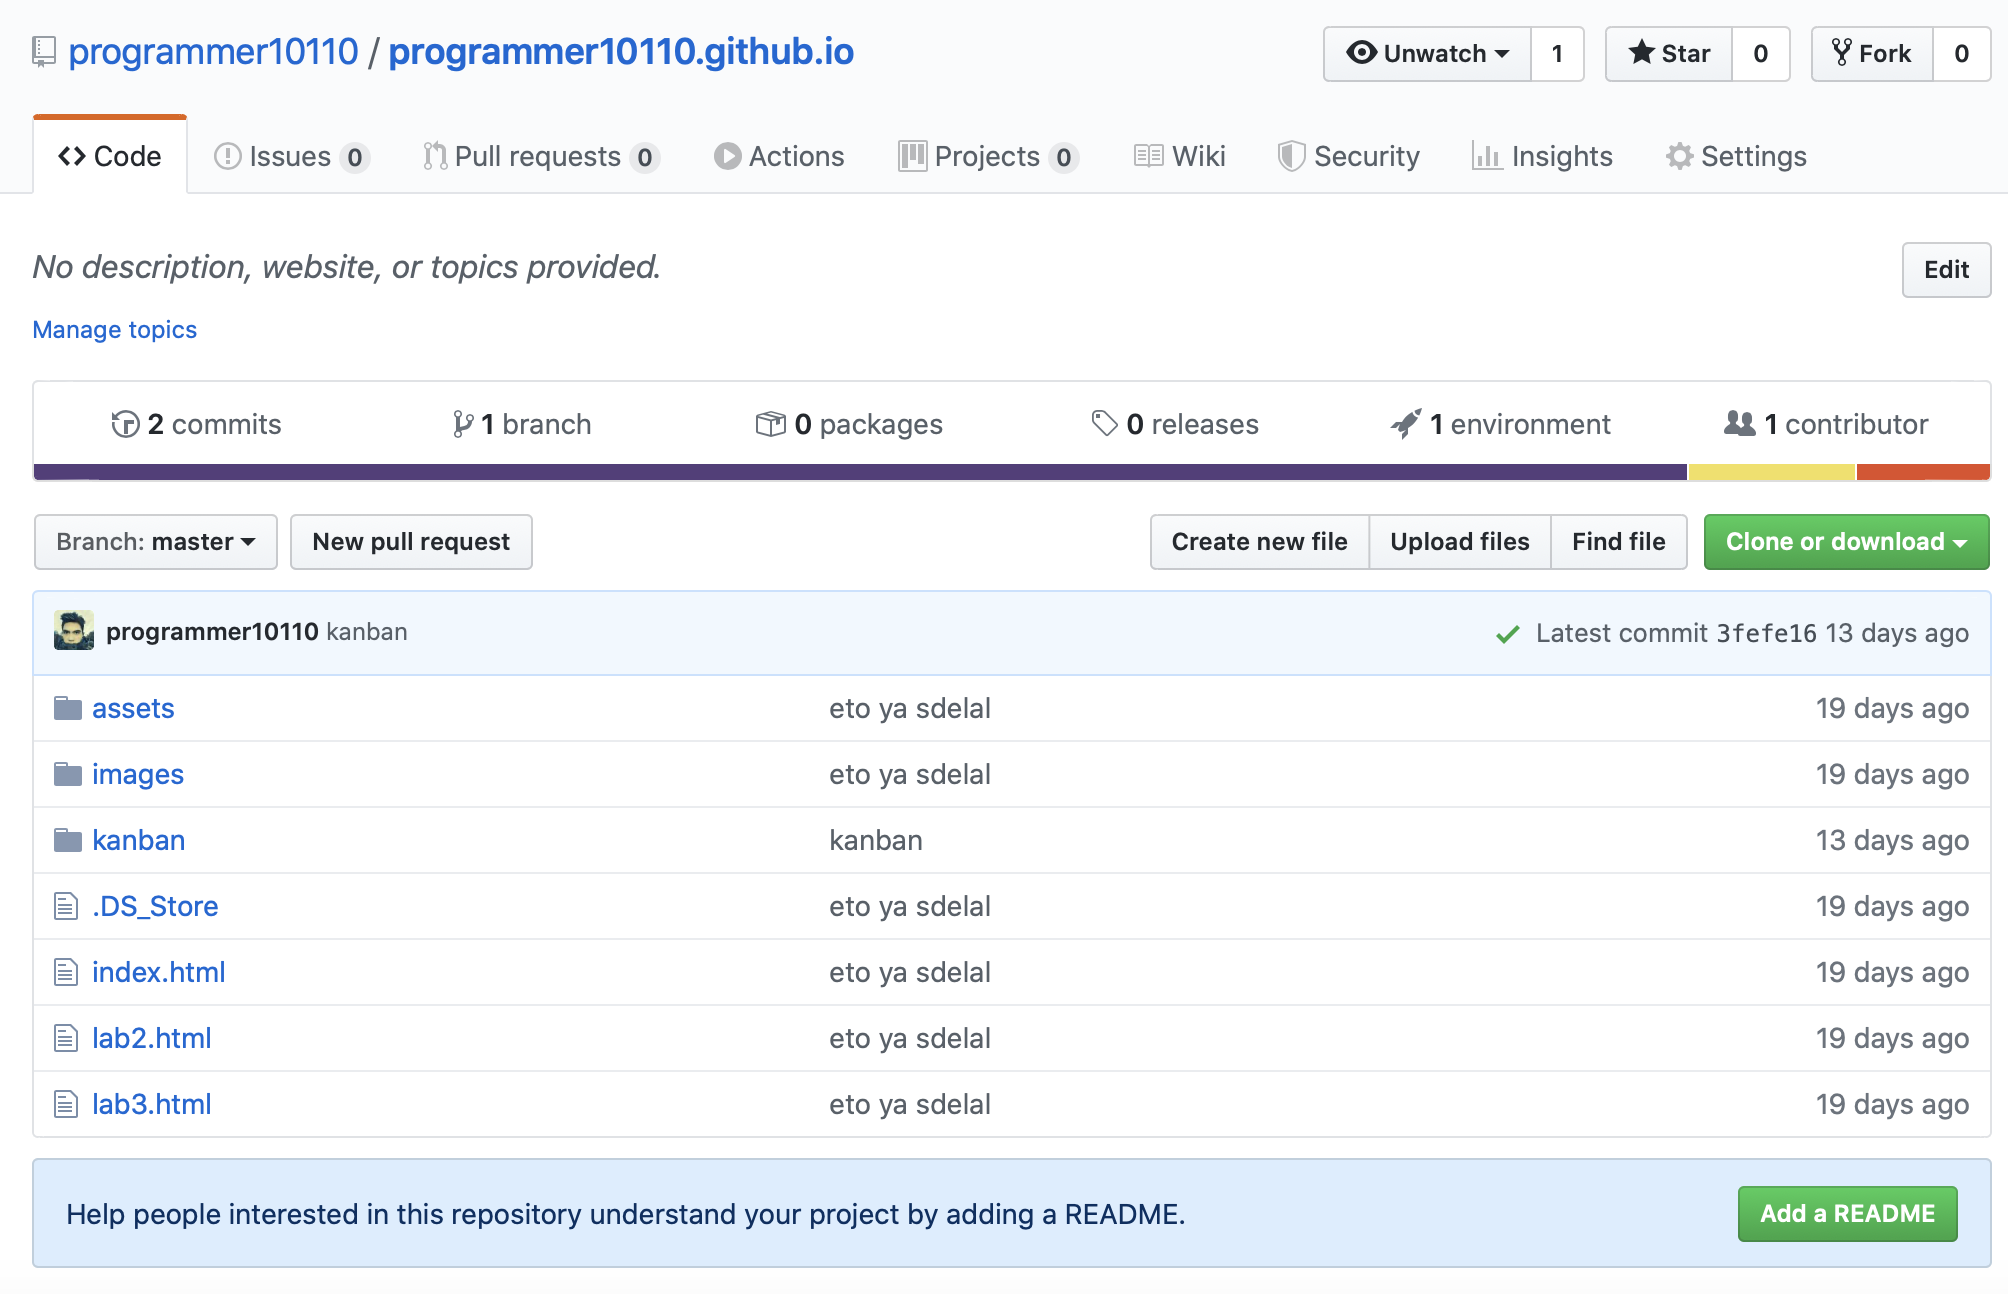 programmer10110 / programmer10110.github.io
Unwatch 1 Star 0 Fork 0
Code Issues 0 Pull requests 0 Actions Projects 0 Wiki Security Insights Settings
No description, website, or topics provided.
Edit
Manage topics
2 commits 1 branch 0 packages 0 releases 1 environment 1 contributor
Branch: master New pull request Create new file Upload files Find file Clone or download
programmer10110 kanban Latest commit 3fefe16 13 days ago
assets eto ya sdelal 19 days ago
images eto ya sdelal 19 days ago
kanban kanban 13 days ago
.DS_Store eto ya sdelal 19 days ago
index.html eto ya sdelal 19 days ago
lab2.html eto ya sdelal 19 days ago
lab3.html eto ya sdelal 19 days ago
Help people interested in this repository understand your project by adding a README. Add a README